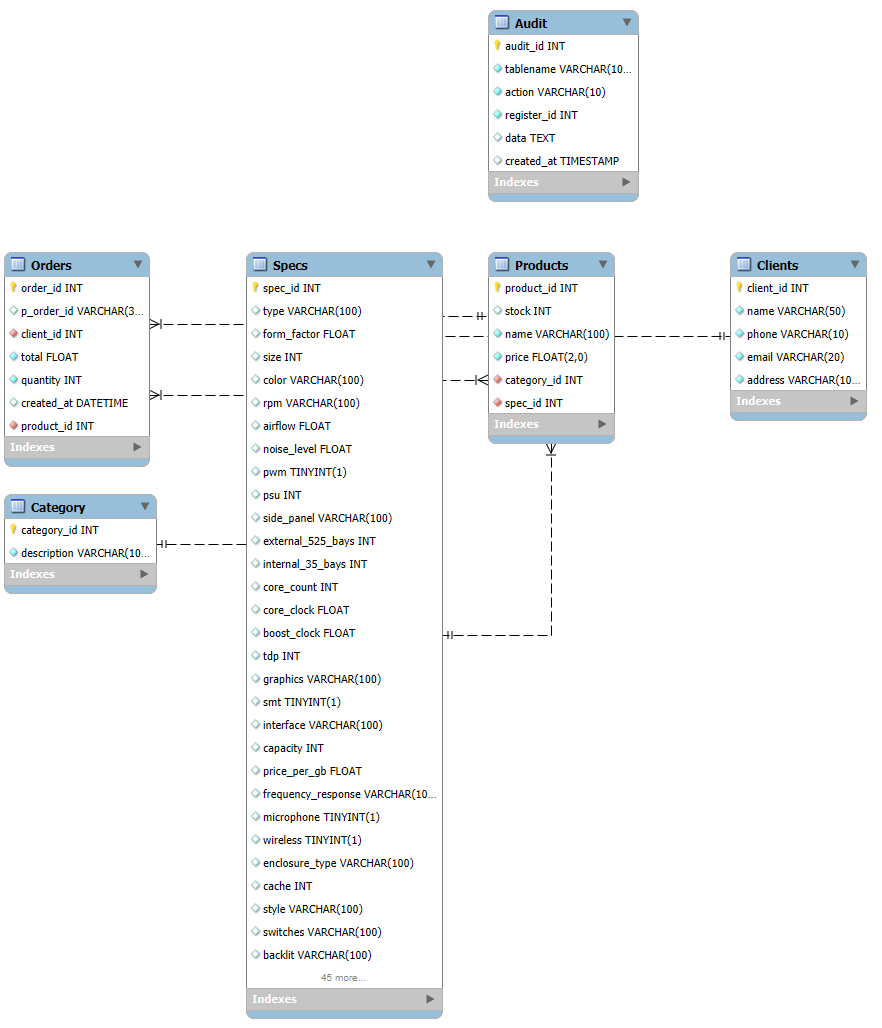 Audit
audit_id INT
tablename VARCHAR(10...
action VARCHAR(10)
register_id INT
data TEXT
created_at TIMESTAMP
Indexes
Orders
order_id INT
p_order_id VARCHAR(3...
client_id INT
total FLOAT
quantity INT
created_at DATETIME
product_id INT
Indexes
Category
category_id INT
description VARCHAR(10...
Indexes
Specs
spec_id INT
type VARCHAR(100)
form_factor FLOAT
size INT
color VARCHAR(100)
rpm VARCHAR(100)
airflow FLOAT
noise_level FLOAT
pwm TINYINT(1)
psu INT
side_panel VARCHAR(100)
external_525_bays INT
internal_35_bays INT
core_count INT
core_clock FLOAT
boost_clock FLOAT
tdp INT
graphics VARCHAR(100)
smt TINYINT(1)
interface VARCHAR(100)
capacity INT
price_per_gb FLOAT
frequency_response VARCHAR(10...
microphone TINYINT(1)
wireless TINYINT(1)
enclosure_type VARCHAR(100)
cache INT
style VARCHAR(100)
switches VARCHAR(100)
backlit VARCHAR(100)
45 more...
Indexes
Products
product_id INT
stock INT
name VARCHAR(100)
price FLOAT(2,0)
category_id INT
spec_id INT
Indexes
Clients
client_id INT
name VARCHAR(50)
phone VARCHAR(10)
email VARCHAR(20)
address VARCHAR(10...
Indexes